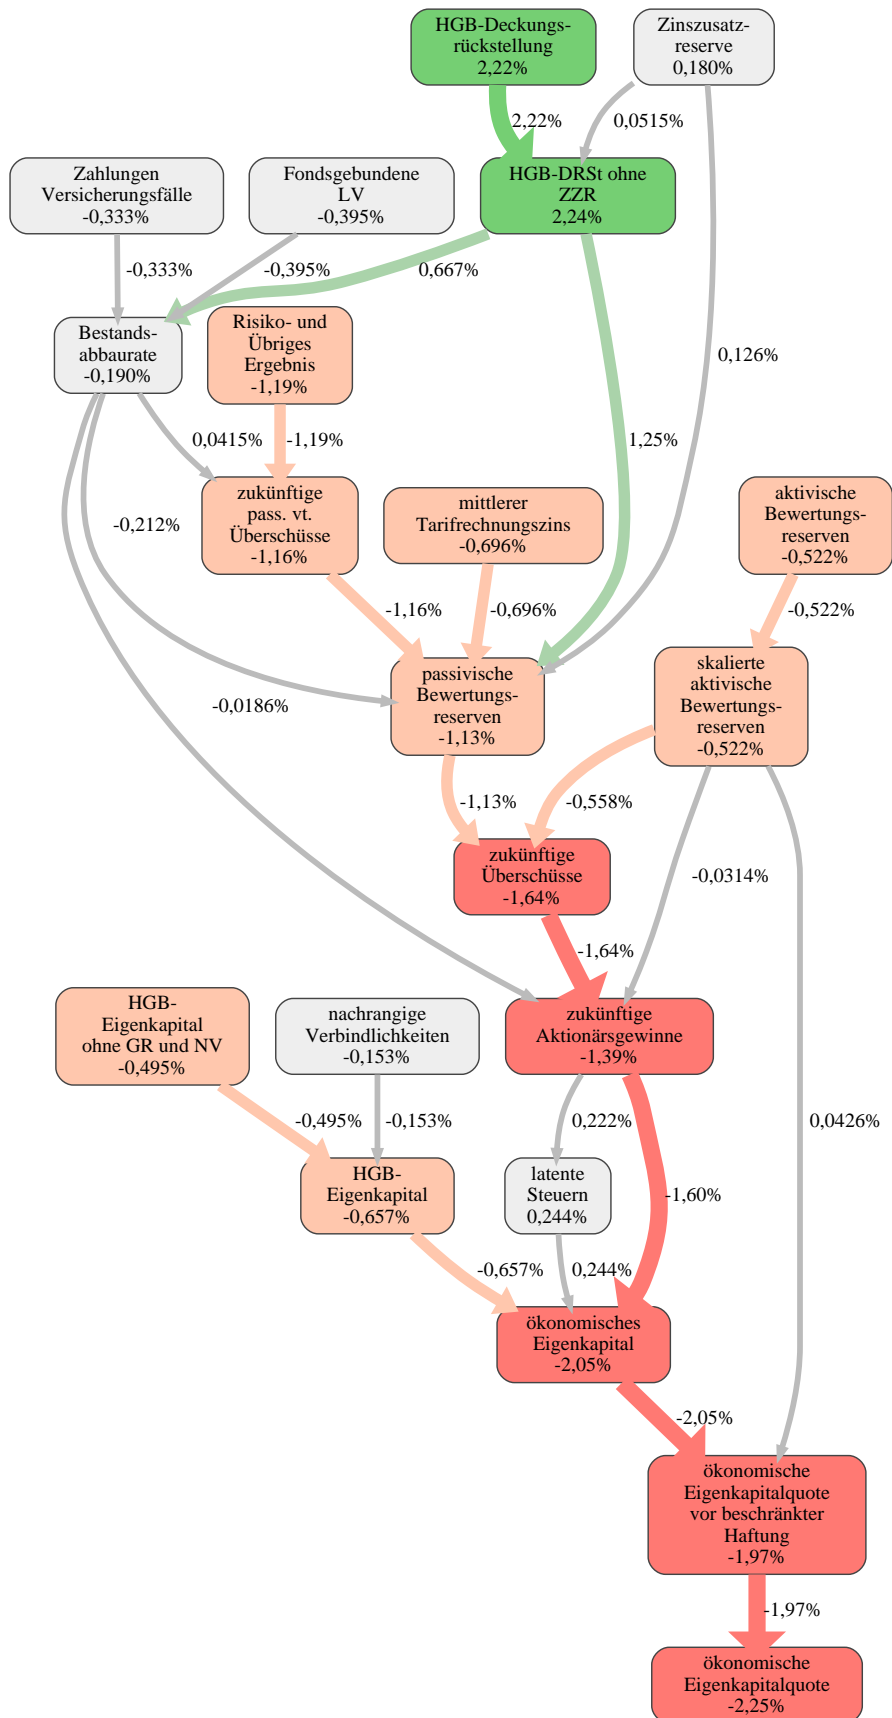 HGB-Deckungs-
rückstellung
2,22%
Zinszusatz-
reserve
0,180%
2,22%
0,0515%
Zahlungen
Versicherungsfälle
-0,333%
Fondsgebundene
LV
-0,395%
HGB-DRSt ohne
ZZR
2,24%
-0,333%
-0,395%
0,667%
Bestands-
abbaurate
-0,190%
Risiko- und
Übriges
Ergebnis
-1,19%
0,126%
0,0415%
-1,19%
1,25%
zukünftige
pass. vt.
Überschüsse
-1,16%
mittlerer
Tarifrechnungszins
-0,696%
aktivische
Bewertungs-
reserven
-0,522%
-0,212%
-1,16%
-0,696%
-0,522%
passivische
Bewertungs-
reserven
-1,13%
skalierte
aktivische
Bewertungs-
reserven
-0,522%
-0,0186%
-1,13%
-0,558%
zukünftige
Überschüsse
-1,64%
-0,0314%
-1,64%
HGB-
Eigenkapital
ohne GR und NV
-0,495%
nachrangige
Verbindlichkeiten
-0,153%
zukünftige
Aktionärsgewinne
-1,39%
-0,495%
-0,153%
0,222%
0,0426%
HGB-
Eigenkapital
-0,657%
latente
Steuern
0,244%
-1,60%
-0,657%
0,244%
ökonomisches
Eigenkapital
-2,05%
-2,05%
ökonomische
Eigenkapitalquote
vor beschränkter
Haftung
-1,97%
-1,97%
ökonomische
Eigenkapitalquote
-2,25%